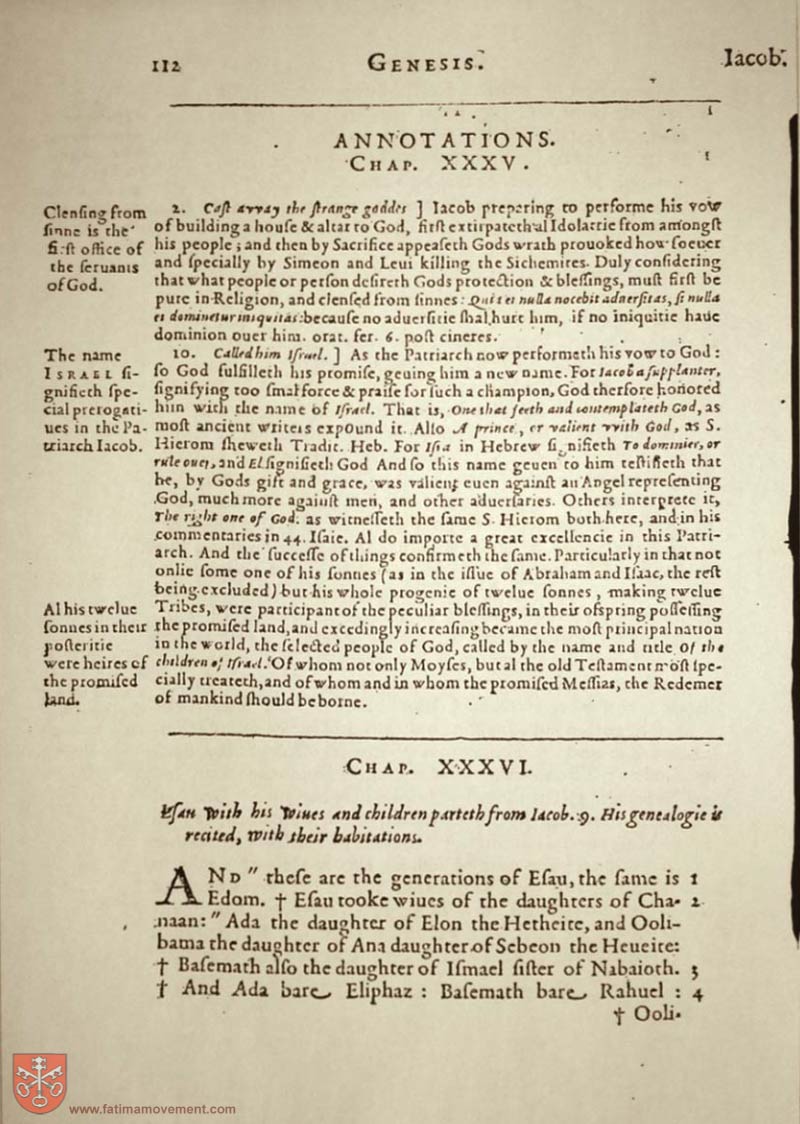 112 GENESIS. Iacob.
ANNOTATIONS.
CHAP. XXXV.
Clenſing from
ſinne is the
firſt office of
the ſeruants
of God.
2. Caſt avvay the ſtrange goddes ] Iacob preparing to performe his vow
of building a houſe & altar to God, firſt extirpateth al Idolatrie from amongſt
his people; and then by Sacrifice appeaſeth Gods wrath prouoked how ſoeuer
and ſpecially by Simeon and Leui killing the Sichemites. Duly conſidering
that what people or perſon deſireth Gods protection & bleſſings, muſt firſt be
pure in Religion, and clenſed from ſinnes: Quia ei nulla nocebit aduerſitas, ſi nulla
ei dominetur iniquitas: becauſe no aduerſitie ſhal hurt him, if no iniquitie haue
dominion ouer him. orat. fer. 6. poſt cineres.
The name
ISRAEL ſi-
gnifieth ſpe-
cial prerogati-
ues in the Pa-
triarch Iacob.
10. Called him Iſrael. ] As the Patriarch now performeth his vow to God:
ſo God fulfilleth his promiſe, geuing him a new name. For Iacob a ſupplanter,
ſignifying too ſmal force & praiſe for ſuch a champion, God therfore honored
him with the name of Iſrael. That is, One that ſeeth and contemplateth God, as
moſt ancient writers expound it. Alſo A prince, or valient vvith God, as S.
Hierom ſheweth Tradit. Heb. For in Hebrew ſignifieth To dominier, or
rule ouer, and El ſignifieth God And ſo this name geuen to him teſtifieth that
he, by Gods gift and grace, was valient euen againſt an Angel repreſenting
God, much more againſt men, and other aduerſaries. Others interprete it,
The right one of God. as witneſſeth the ſame S. Hierom both here, and in his
commentaries in 44. Iſaie. Al do importe a great excellencie in this Patri-
arch. And the ſucceſſe of things confirmeth the ſame. Particularly in that not
onlie ſome one of his ſonnes (as in the iſſue of Abraham and Iſaac, the reſt
being excluded) but his whole progenie of twelue ſonnes, making twelue
Al his twelue
ſonnes in their
poſteritie
were heires of
the promiſed
land.
Tribes, were participant of the peculiar bleſſings, in their ofspring poſſeſſing
the promiſed land, and excedingly increaſing became the moſt principal nation
in the world, the ſelected people of God, called by the name and title Of the
children of Iſrael. Of whom not only Moyſes, but al the old Teſtament moſt ſpe-
cially treateth, and of whom and in whom the promiſed Meſſias, the Redemer
of mankind ſhould be borne.
CHAP. XXXVI.
Eſau with his wiues and children parteth from Iacob. 9. His genealogie is
recited, with their habitations.
AND " theſe are the generations of Eſau, the ſame is 1
Edom. † Eſau tooke wiues of the daughters of Cha- 2
naan: " Ada the daughter of Elon the Hetheite, and Ooli-
bama the daughter of Ana daughter of Sebeon the Heueite:
† Baſemath alſo the daughter of Iſmael ſiſter of Nabaioth. 3
† And Ada bare Eliphaz : Baſemath bare Rahuel : 4
† Ooli-
www.fatimamovement.com